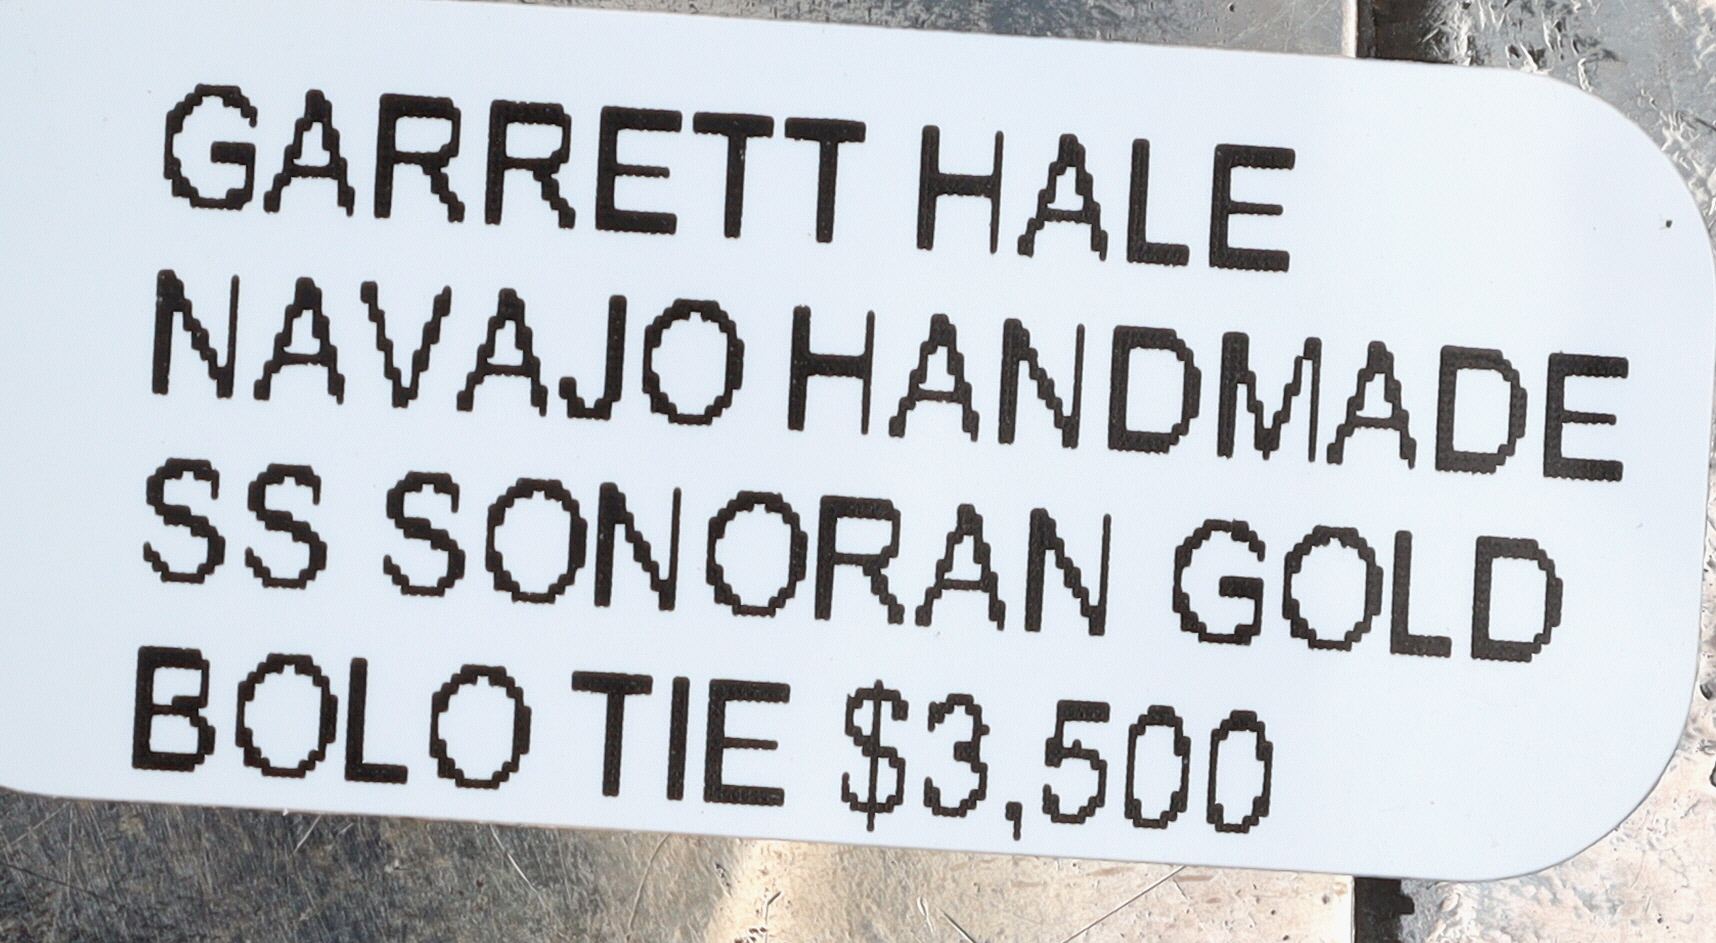 GARRETT HALE
NAVAJO HANDMADE
SS SONORAN GOLD
BOLO TIE $3,500